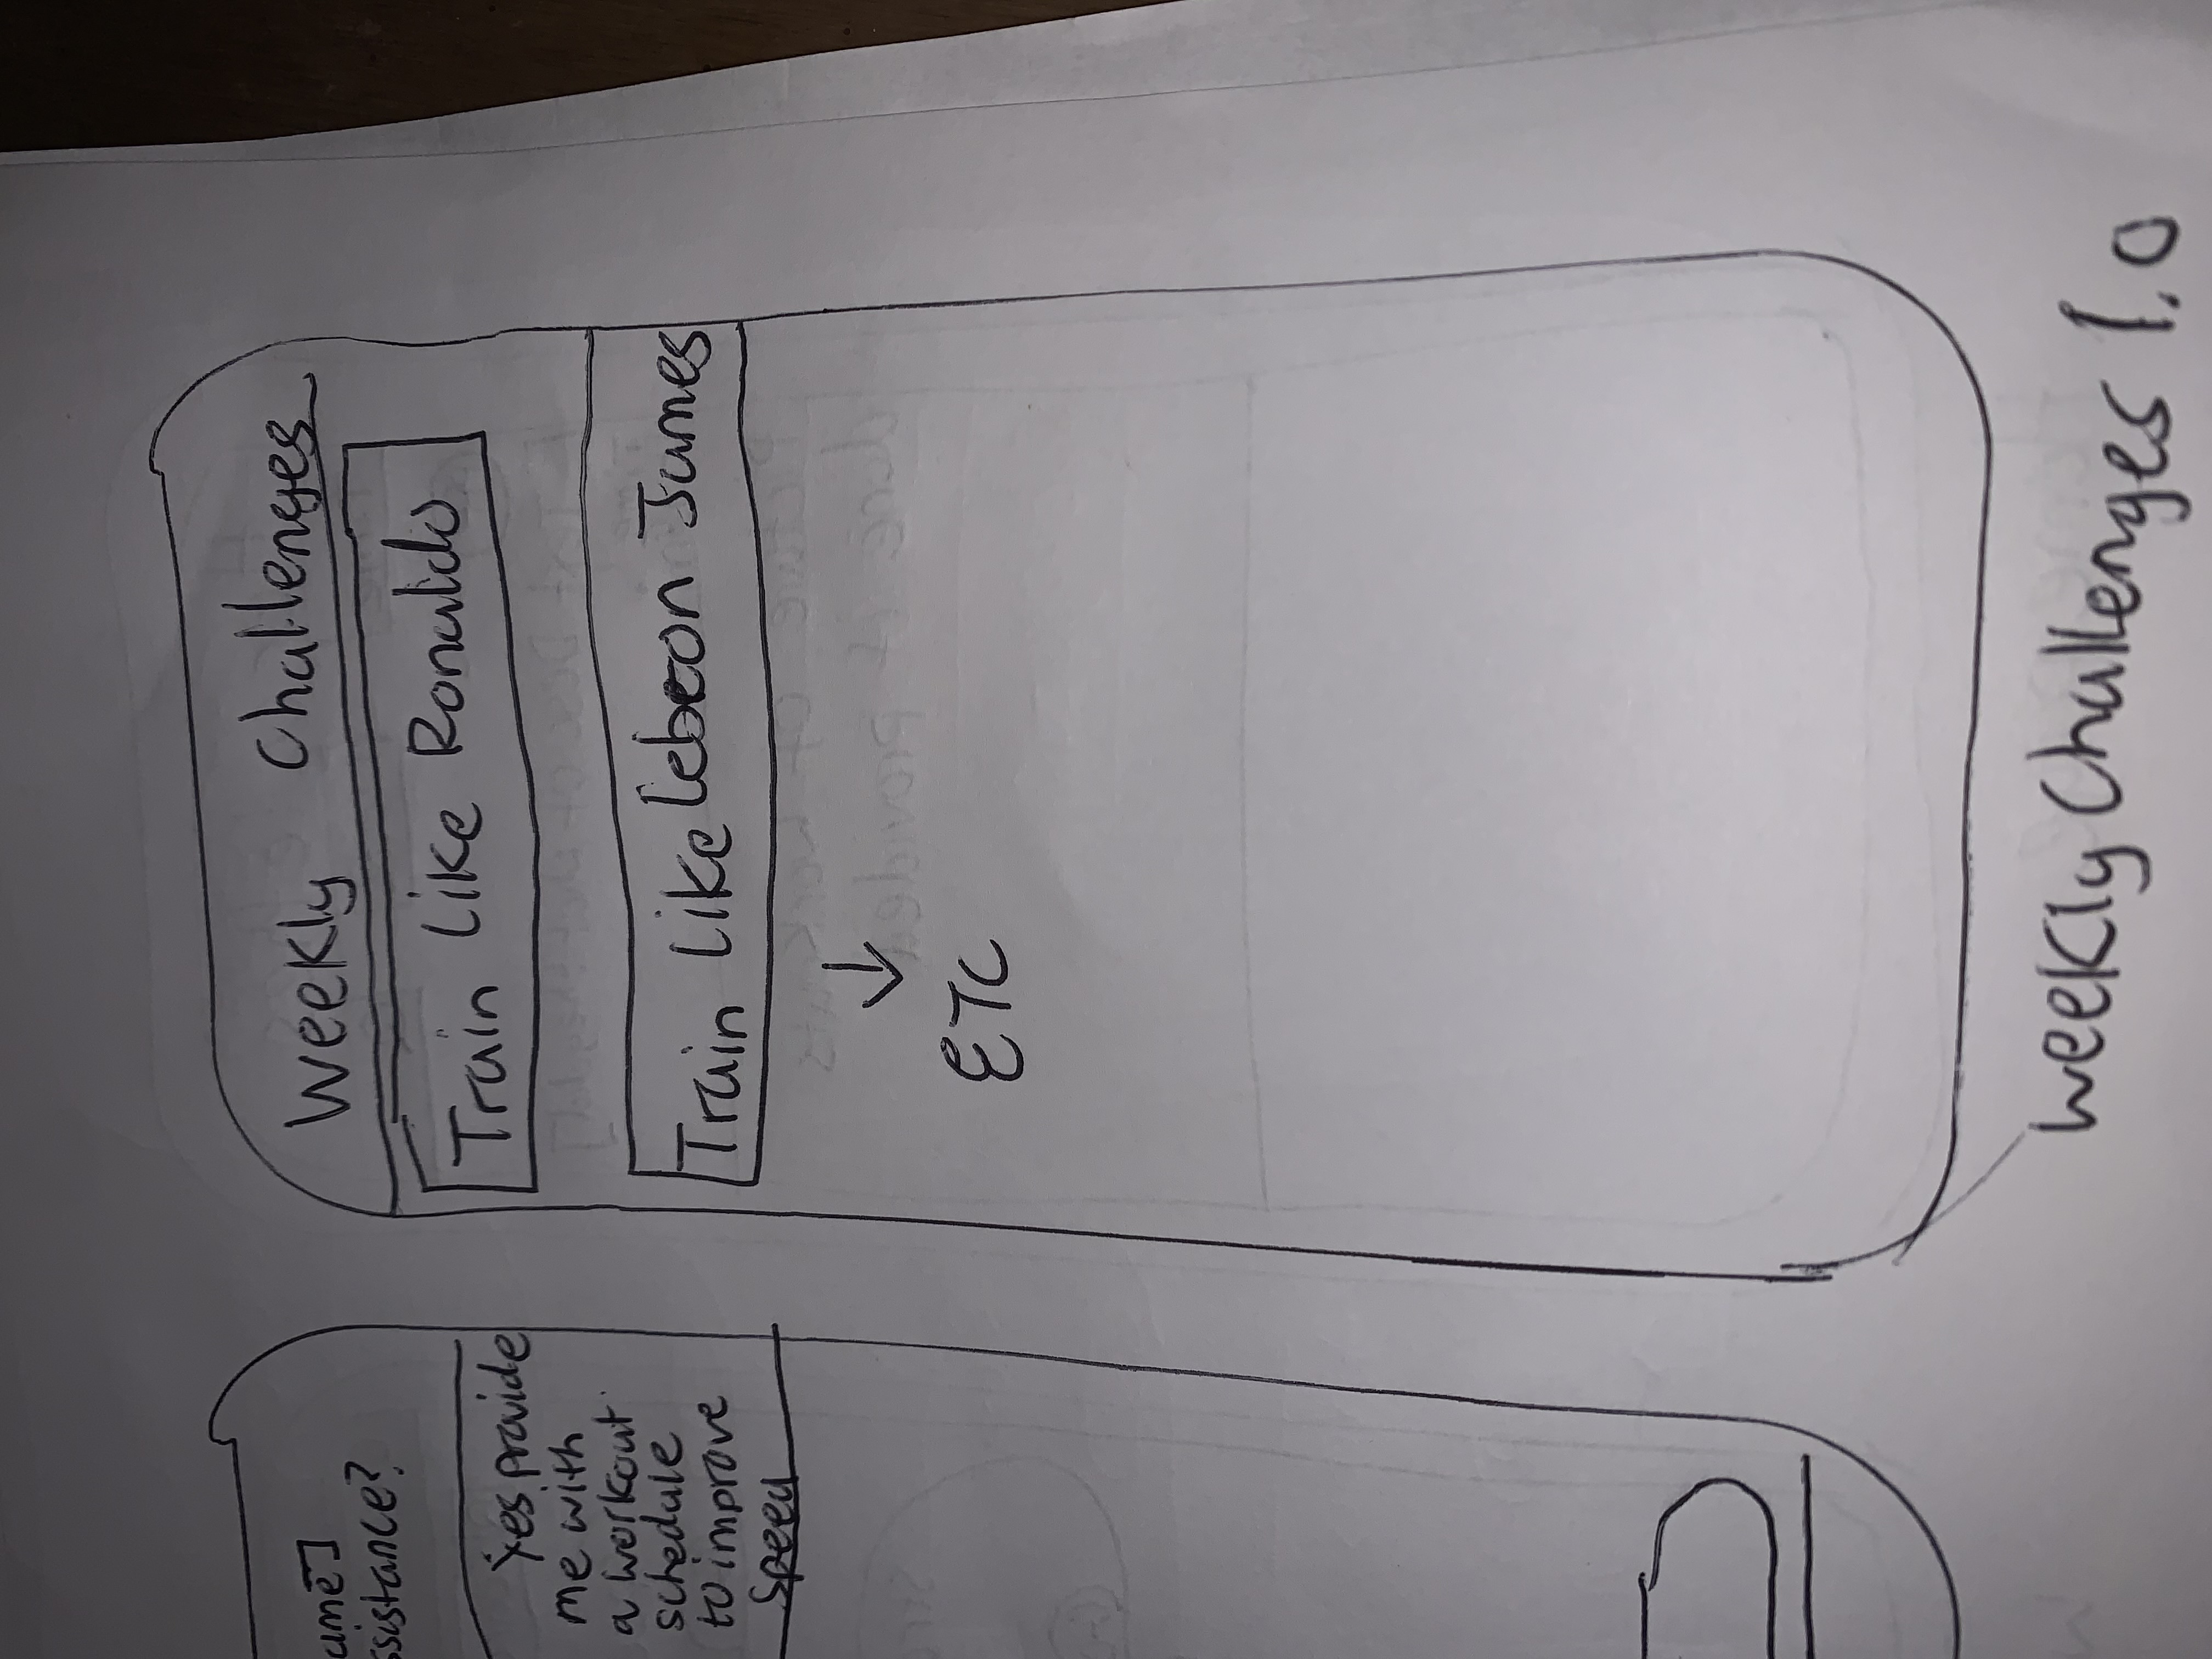 Weekly Challenges
Train Like Ronaldo
Train Like Lebron James
ETC
Weekly Challenges 1.0
ame]
ssistance?
Yes provide
me with
a workout
schedule
to improve
speed